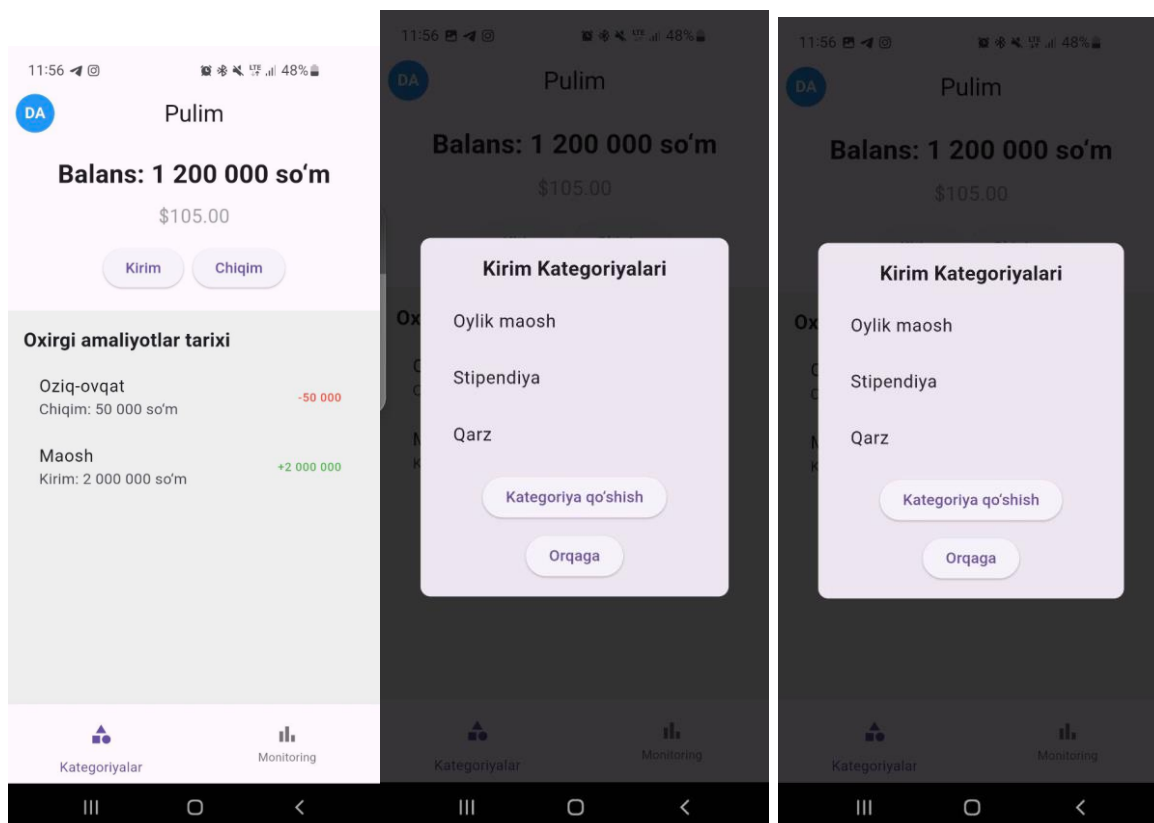 11:56
48%
DA
Pulim
Balans: 1 200 000 so‘m
$105.00
Kirim
Chiqim
Oxirgi amaliyotlar tarixi
Oziq-ovqat
Chiqim: 50 000 so‘m
-50 000
Maosh
Kirim: 2 000 000 so‘m
+2 000 000
Kategoriyalar
Monitoring
11:56
48%
DA
Pulim
Balans: 1 200 000 so‘m
$105.00
Ox
Kirim Kategoriyalari
Oylik maosh
Stipendiya
Qarz
Kategoriya qo‘shish
Orqaga
Kategoriyalar
Monitoring
11:56
48%
DA
Pulim
Balans: 1 200 000 so‘m
$105.00
Ox
Kirim Kategoriyalari
Oylik maosh
Stipendiya
Qarz
Kategoriya qo‘shish
Orqaga
Kategoriyalar
Monitoring